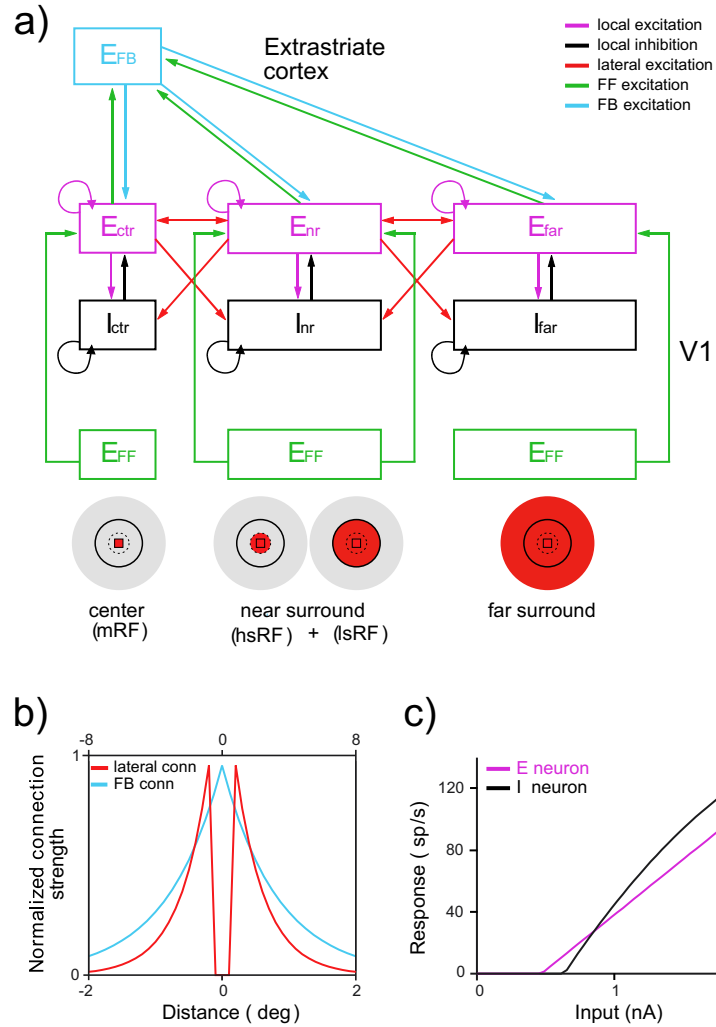 a)
Extrastriate
cortex
local excitation
local inhibition
lateral excitation
FF excitation
FB excitation
EFB
Ectr
Enr
Efar
Ictr
Inr
Ifar
V1
EFF
EFF
EFF
center
(mRF)
near surround
(hsRF) + (lsRF)
far surround
b)
-8 0 8
1
lateral conn
FB conn
Normalized connection
strength
0
-2 0 2
Distance ( deg)
c)
E neuron
I neuron
120
80
40
0
Response ( sp/s)
0 1
Input (nA)